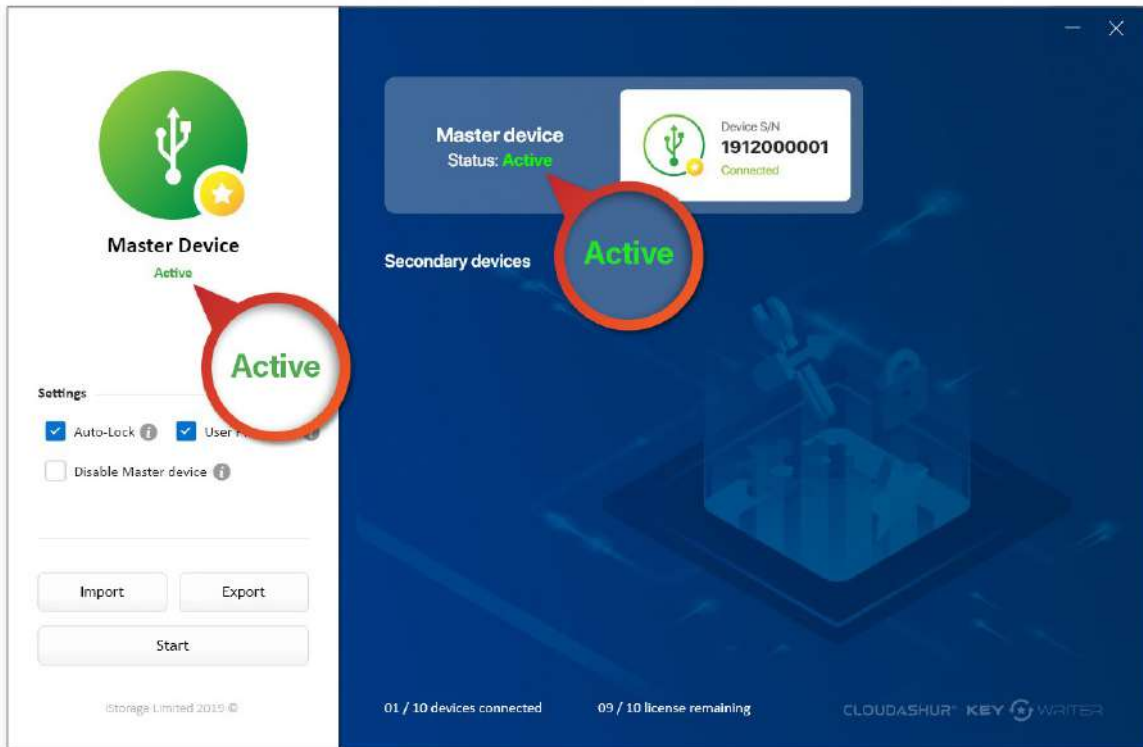 Master Device
Active
Active
Settings
Auto-Lock
User
Disable Master device
Import
Export
Start
iStorage Limited 2019 ©
Master device
Status: Active
Device S/N
1912000001
Connected
Active
Secondary devices
01 / 10 devices connected
09 / 10 license remaining
CLOUDASHUR™ KEY WRITER